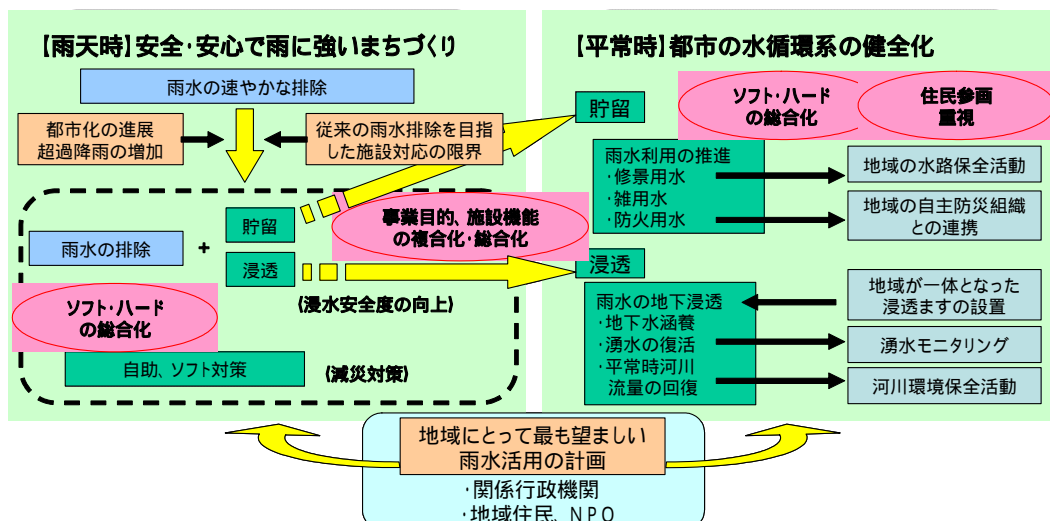 【雨天時】安全・安心で雨に強いまちづくり
雨水の速やかな排除
都市化の進展
超過降雨の増加
従来の雨水排除を目指
した施設対応の限界
雨水の排除
+
貯留
浸透
事業目的、施設機能
の複合化・総合化
(浸水安全度の向上)
ソフト・ハード
の総合化
自助、ソフト対策
(減災対策)
【平常時】都市の水循環系の健全化
貯留
ソフト・ハード
の総合化
住民参画
重視
雨水利用の推進
・修景用水
・雑用水
・防火用水
地域の水路保全活動
地域の自主防災組織
との連携
浸透
雨水の地下浸透
・地下水涵養
・湧水の復活
・平常時河川
流量の回復
地域が一体となった
浸透ますの設置
湧水モニタリング
河川環境保全活動
地域にとって最も望ましい
雨水活用の計画
・関係行政機関
・地域住民、NPO